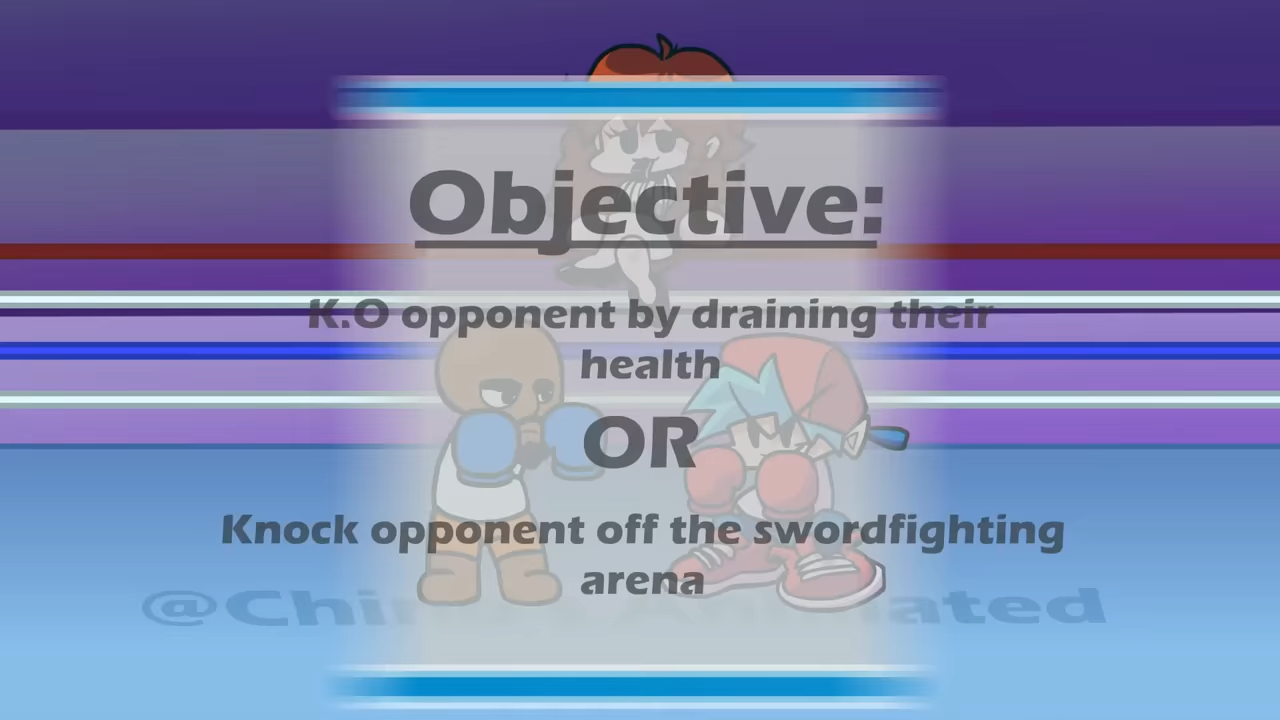 Objective:
K.O opponent by draining their
health
OR
Knock opponent off the swordfighting
arena